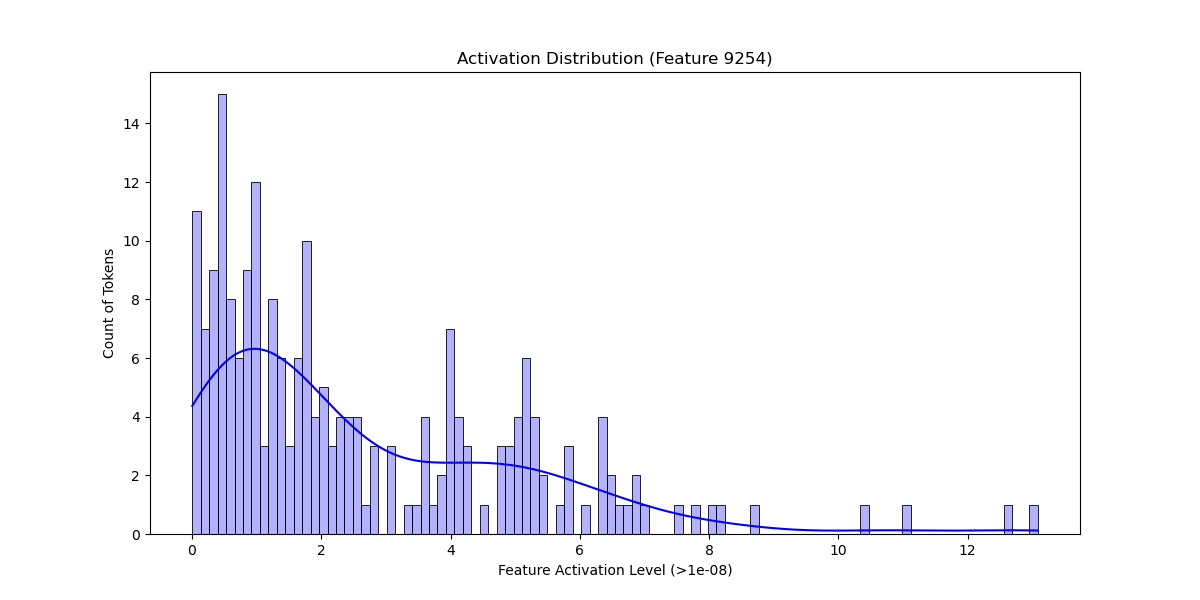 Activation Distribution (Feature 9254)
14
12
10
8
6
4
2
0
Count of Tokens
0 2 4 6 8 10 12
Feature Activation Level (>1e-08)